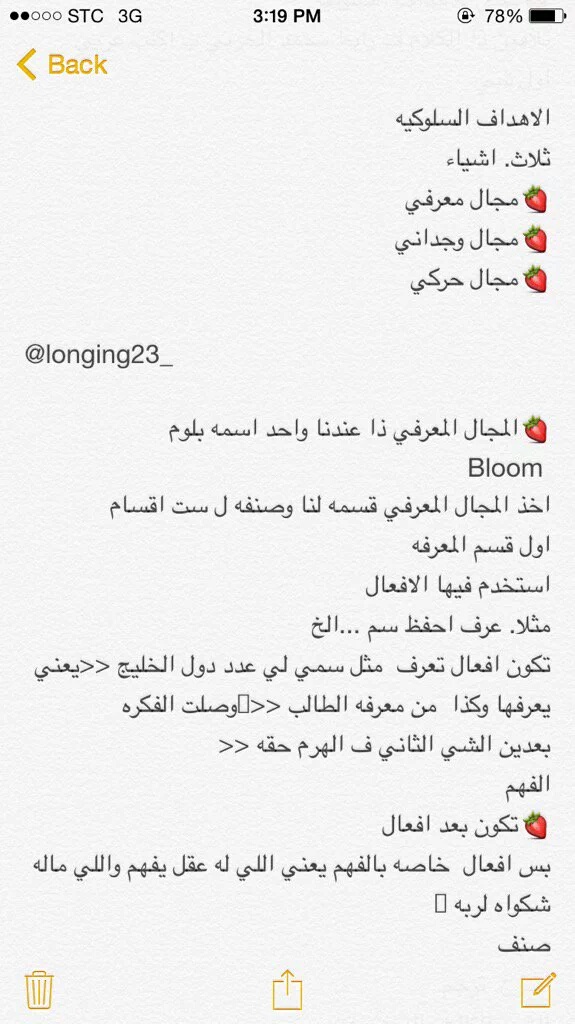 STC 3G 3:19 PM 78%
Back
الاهداف السلوكيه
ثلاث. اشياء
🍓مجال معرفي
🍓مجال وجداني
🍓مجال حركي
@longing23_
🍓المجال المعرفي ذا عندنا واحد اسمه بلوم
Bloom
اخذ المجال المعرفي قسمه لنا وصنفه ل ست اقسام
اول قسم المعرفه
استخدم فيها الافعال
مثلا. عرف احفظ سم ...الخ
تكون افعال تعرف مثل سمي لي عدد دول الخليج <<يعني
يعرفها وكذا من معرفه الطالب <<وصلت الفكره
بعدين الشي الثاني ف الهرم حقه <<
الفهم
🍓تكون بعد افعال
بس افعال خاصه بالفهم يعني اللي له عقل يفهم واللي ماله
شكواه لربه
صنف